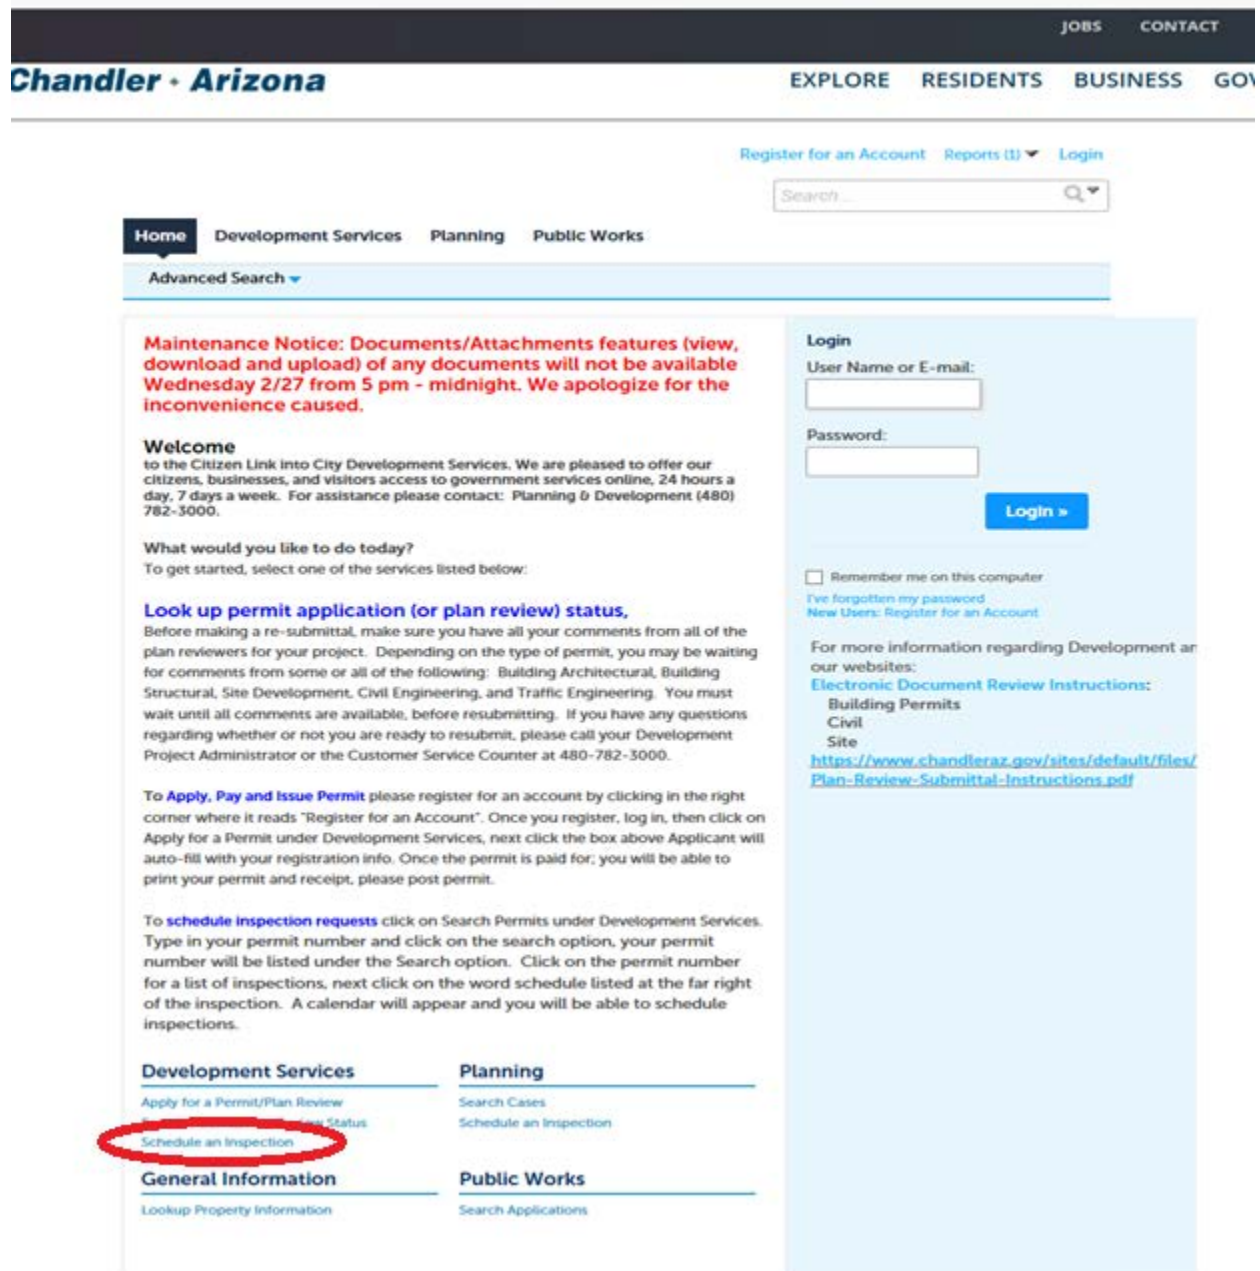 JOBS CONTACT
Chandler · Arizona
EXPLORE RESIDENTS BUSINESS GOV
Register for an Account Reports (1) Login
Search...
Home Development Services Planning Public Works
Advanced Search
Maintenance Notice: Documents/Attachments features (view,
download and upload) of any documents will not be available
Wednesday 2/27 from 5 pm - midnight. We apologize for the
inconvenience caused.
Welcome
to the Citizen Link into City Development Services. We are pleased to offer our
citizens, businesses, and visitors access to government services online, 24 hours a
day, 7 days a week. For assistance please contact: Planning & Development (480)
782-3000.
What would you like to do today?
To get started, select one of the services listed below:
Look up permit application (or plan review) status,
Before making a re-submittal, make sure you have all your comments from all of the
plan reviewers for your project. Depending on the type of permit, you may be waiting
for comments from some or all of the following: Building Architectural, Building
Structural, Site Development, Civil Engineering, and Traffic Engineering. You must
wait until all comments are available, before resubmitting. If you have any questions
regarding whether or not you are ready to resubmit, please call your Development
Project Administrator or the Customer Service Counter at 480-782-3000.
To Apply, Pay and Issue Permit please register for an account by clicking in the right
corner where it reads "Register for an Account". Once you register, log in, then click on
Apply for a Permit under Development Services, next click the box above Applicant will
auto-fill with your registration info. Once the permit is paid for; you will be able to
print your permit and receipt, please post permit.
To schedule inspection requests click on Search Permits under Development Services.
Type in your permit number and click on the search option, your permit
number will be listed under the Search option. Click on the permit number
for a list of inspections, next click on the word schedule listed at the far right
of the inspection. A calendar will appear and you will be able to schedule
inspections.
Development Services
Apply for a Permit/Plan Review
Status
Schedule an Inspection
Planning
Search Cases
Schedule an Inspection
General Information
Lookup Property Information
Public Works
Search Applications
Login
User Name or E-mail:
Password:
Login »
Remember me on this computer
I've forgotten my password
New Users: Register for an Account
For more information regarding Development an
our websites:
Electronic Document Review Instructions:
Building Permits
Civil
Site
https://www.chandleraz.gov/sites/default/files/
Plan-Review-Submittal-Instructions.pdf